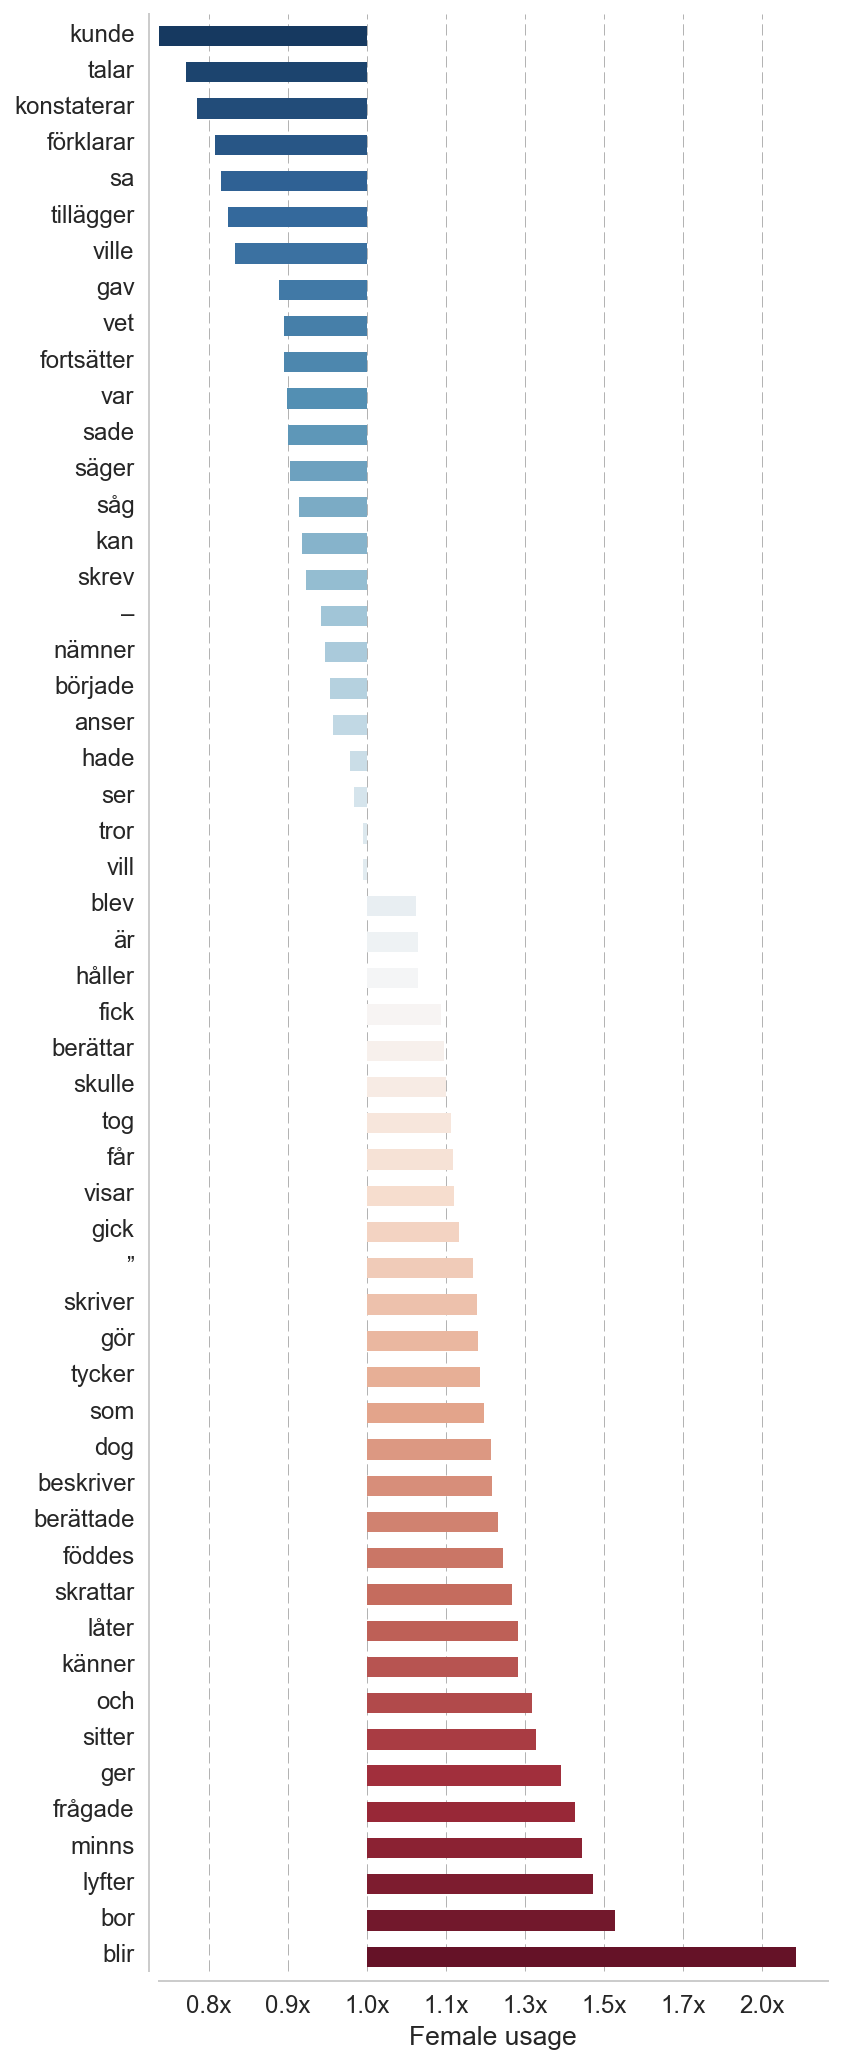 kunde
talar
konstaterar
förklarar
sa
tillägger
ville
gav
vet
fortsätter
var
sade
säger
såg
kan
skrev
–
nämner
började
anser
hade
ser
tror
vill
blev
är
håller
fick
berättar
skulle
tog
får
visar
gick
”
skriver
gör
tycker
som
dog
beskriver
berättade
föddes
skrattar
låter
känner
och
sitter
ger
frågade
minns
lyfter
bor
blir
0.8x 0.9x 1.0x 1.1x 1.3x 1.5x 1.7x 2.0x
Female usage